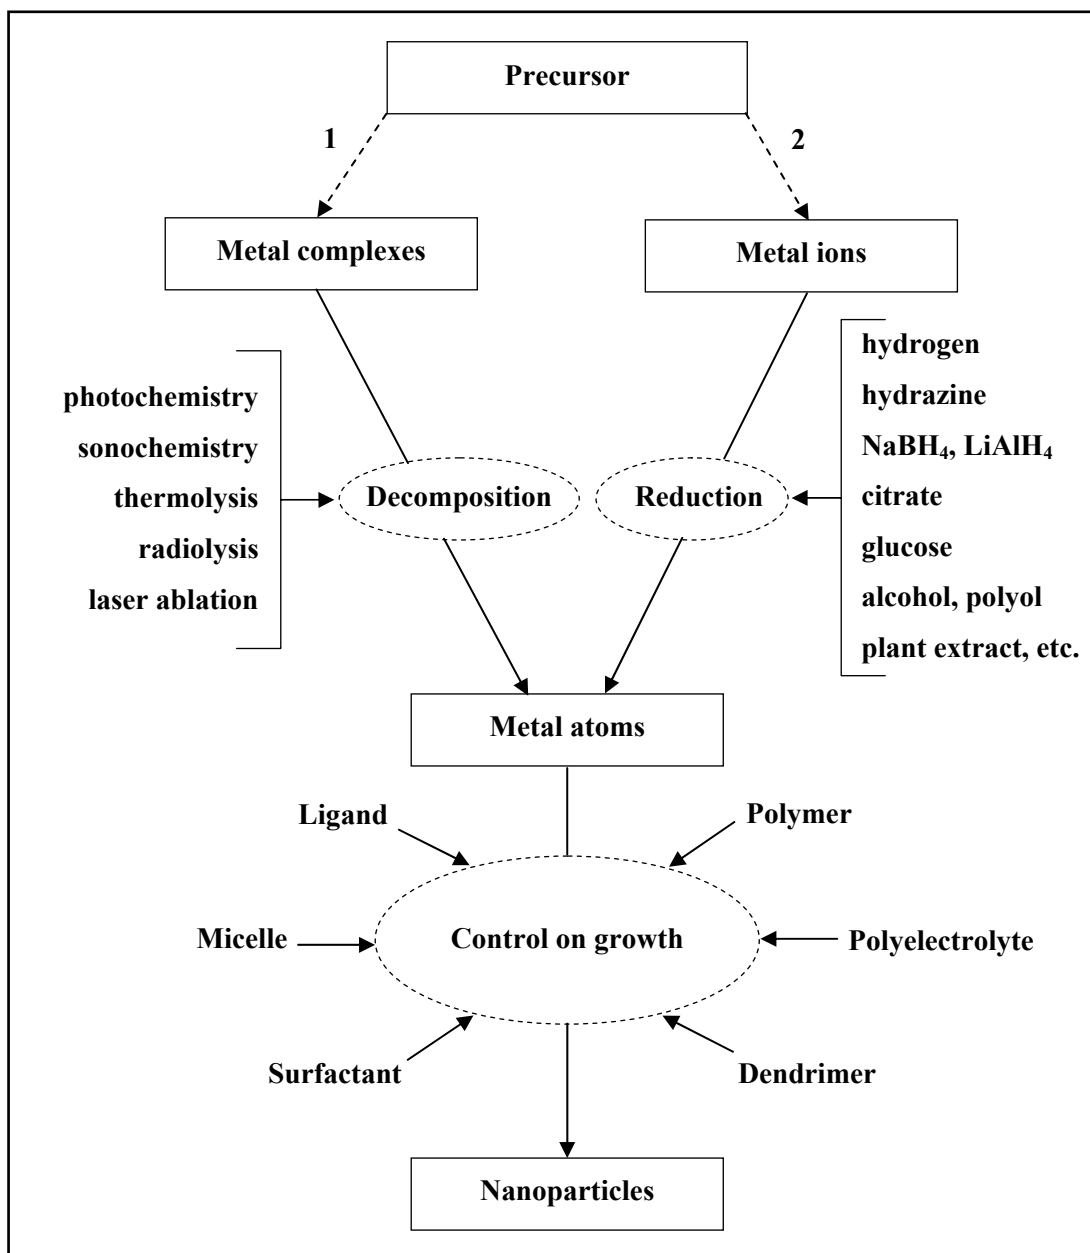 Precursor
1
2
Metal complexes
Metal ions
photochemistry
sonochemistry
thermolysis
radiolysis
laser ablation
Decomposition
Reduction
hydrogen
hydrazine
NaBH₄, LiAlH₄
citrate
glucose
alcohol, polyol
plant extract, etc.
Metal atoms
Ligand
Polymer
Micelle
Control on growth
Polyelectrolyte
Surfactant
Dendrimer
Nanoparticles